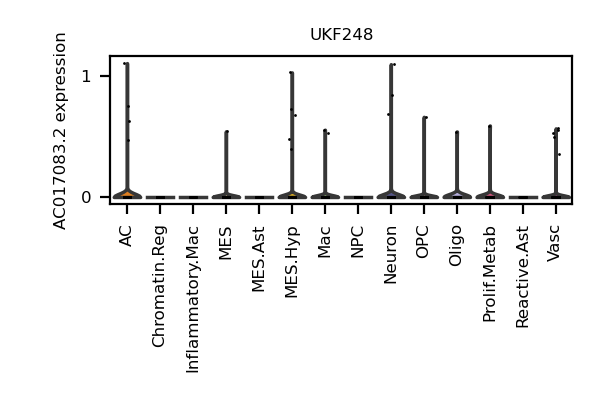 UKF248
AC017083.2 expression
1
0
AC
Chromatin.Reg
Inflammatory.Mac
MES
MES.Ast
MES.Hyp
Mac
NPC
Neuron
OPC
Oligo
Prolif.Metab
Reactive.Ast
Vasc